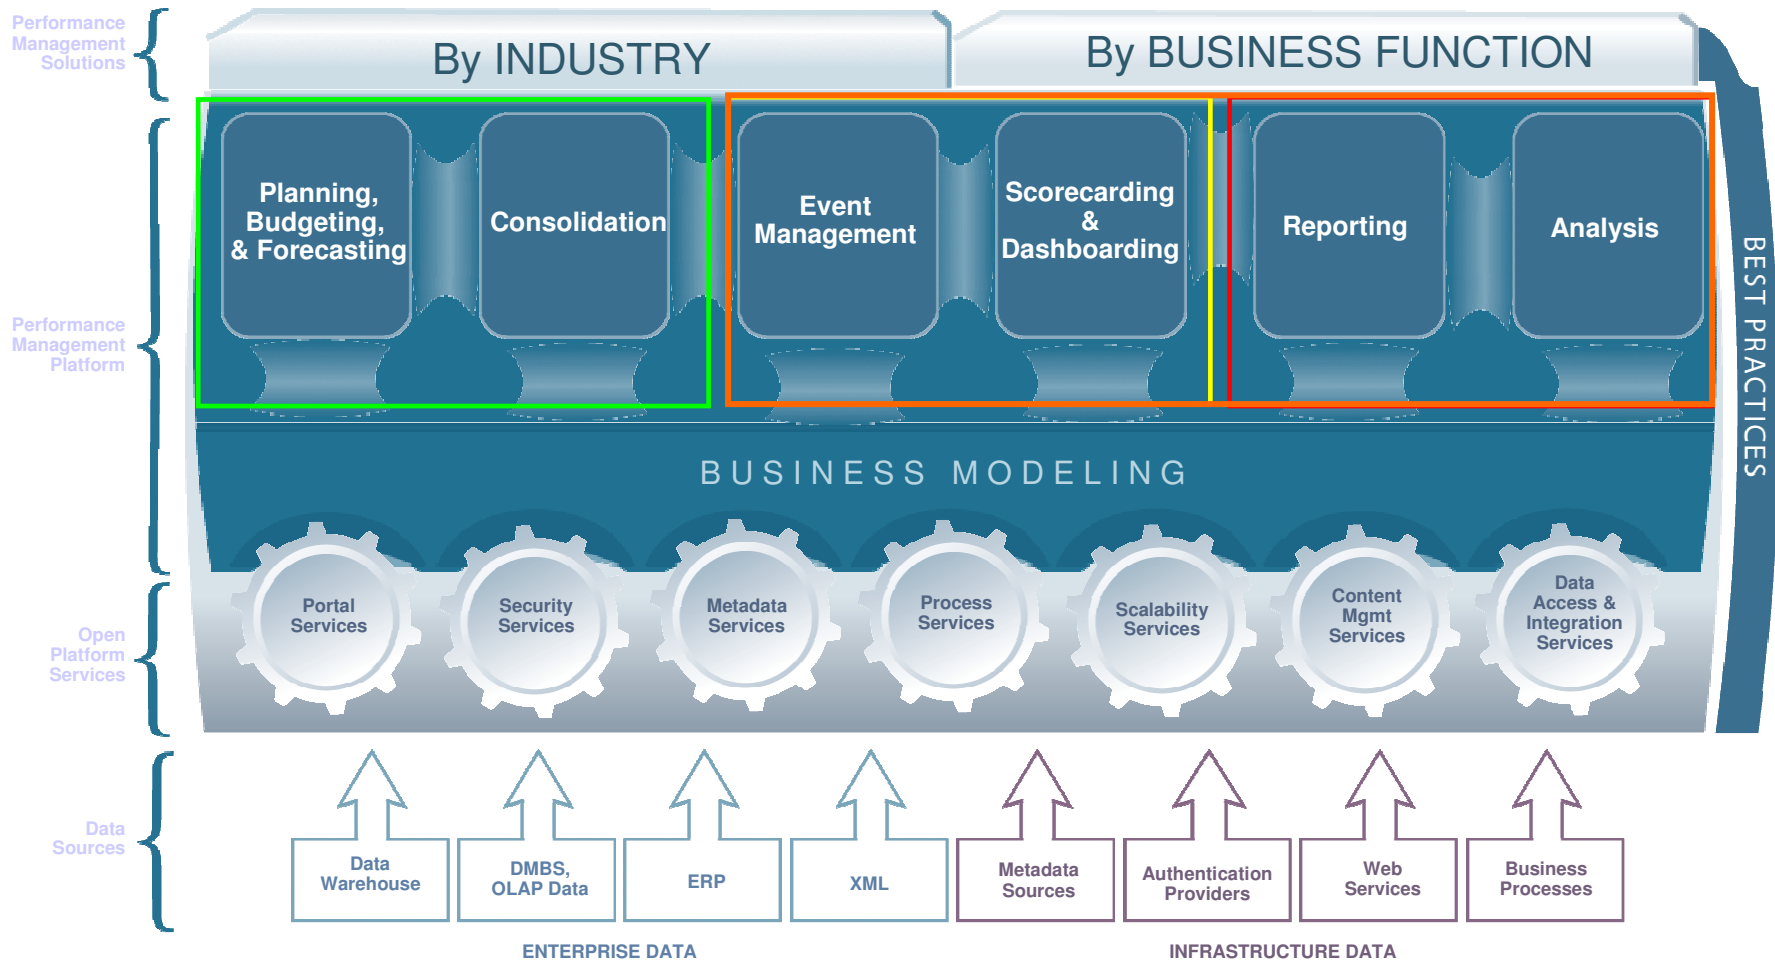 Performance
Management
Solutions
By INDUSTRY
By BUSINESS FUNCTION
Performance
Management
Platform
Planning,
Budgeting,
& Forecasting
Consolidation
Event
Management
Scorecarding
&
Dashboarding
Reporting
Analysis
BEST PRACTICES
BUSINESS MODELING
Open
Platform
Services
Portal
Services
Security
Services
Metadata
Services
Process
Services
Scalability
Services
Content
Mgmt
Services
Data
Access &
Integration
Services
Data
Sources
Data
Warehouse
DMBS,
OLAP Data
ERP
XML
Metadata
Sources
Authentication
Providers
Web
Services
Business
Processes
ENTERPRISE DATA
INFRASTRUCTURE DATA